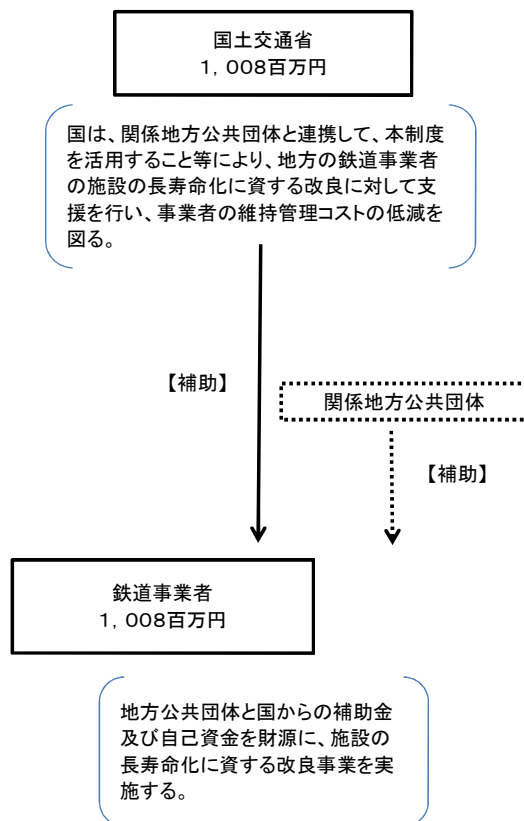 国土交通省
１，００８百万円
国は、関係地方公共団体と連携して、本制度
を活用すること等により、地方の鉄道事業者
の施設の長寿命化に資する改良に対して支
援を行い、事業者の維持管理コストの低減を
図る。
【補助】
関係地方公共団体
【補助】
鉄道事業者
１，００８百万円
地方公共団体と国からの補助金
及び自己資金を財源に、施設の
長寿命化に資する改良事業を実
施する。